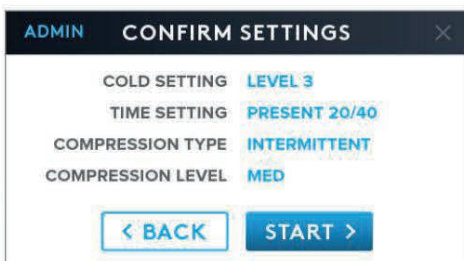 ADMIN CONFIRM SETTINGS ×
COLD SETTING LEVEL 3
TIME SETTING PRESENT 20/40
COMPRESSION TYPE INTERMITTENT
COMPRESSION LEVEL MED
< BACK START >